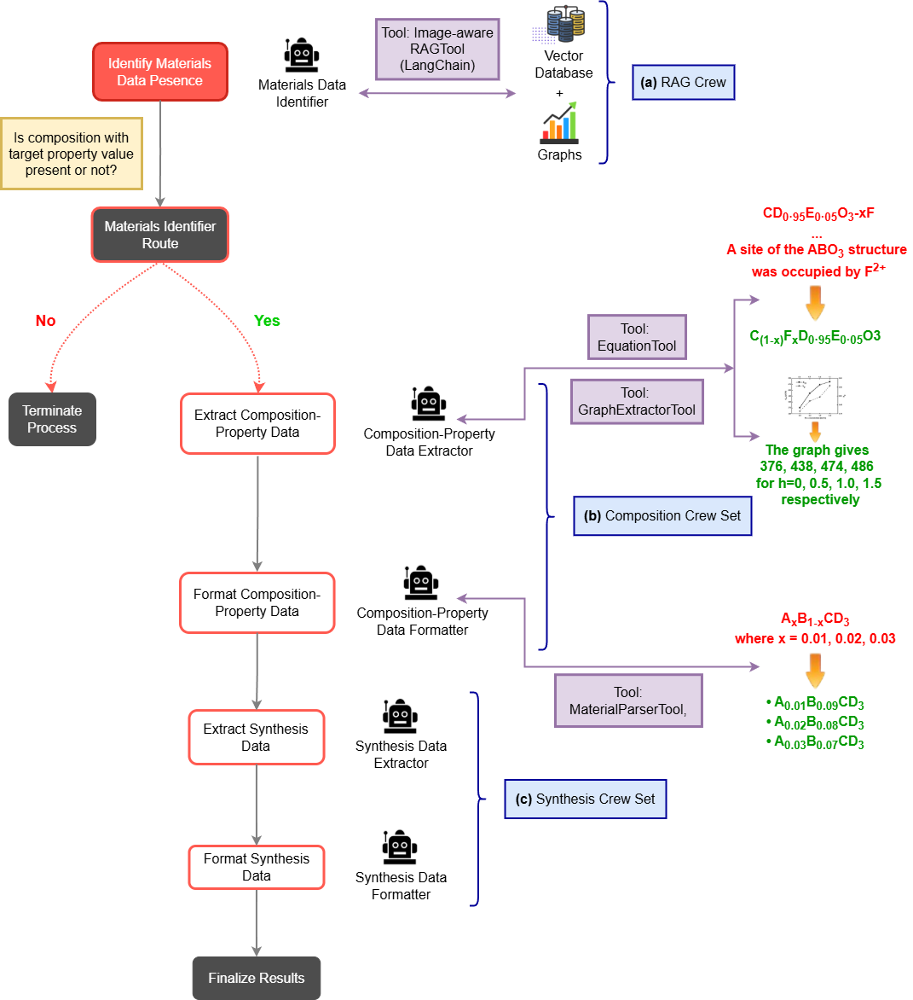 Identify Materials
Data Pesence
Materials Data
Identifier
Tool: Image-aware
RAGTool
(LangChain)
Vector
Database
+
Graphs
(a) RAG Crew
Is composition with
target property value
present or not?
Materials Identifier
Route
No
Yes
Terminate
Process
Extract Composition-
Property Data
Composition-Property
Data Extractor
Tool:
EquationTool
Tool:
GraphExtractorTool
CD0.95E0.05O3-xF
...
A site of the ABO3 structure
was occupied by F2+
C(1-x)FxD0.95E0.05O3
The graph gives
376, 438, 474, 486
for h=0, 0.5, 1.0, 1.5
respectively
(b) Composition Crew Set
Format Composition-
Property Data
Composition-Property
Data Formatter
Tool:
MaterialParserTool,
AxB1-xCD3
where x = 0.01, 0.02, 0.03
• A0.01B0.09CD3
• A0.02B0.08CD3
• A0.03B0.07CD3
Extract Synthesis
Data
Synthesis Data
Extractor
(c) Synthesis Crew Set
Format Synthesis
Data
Synthesis Data
Formatter
Finalize Results